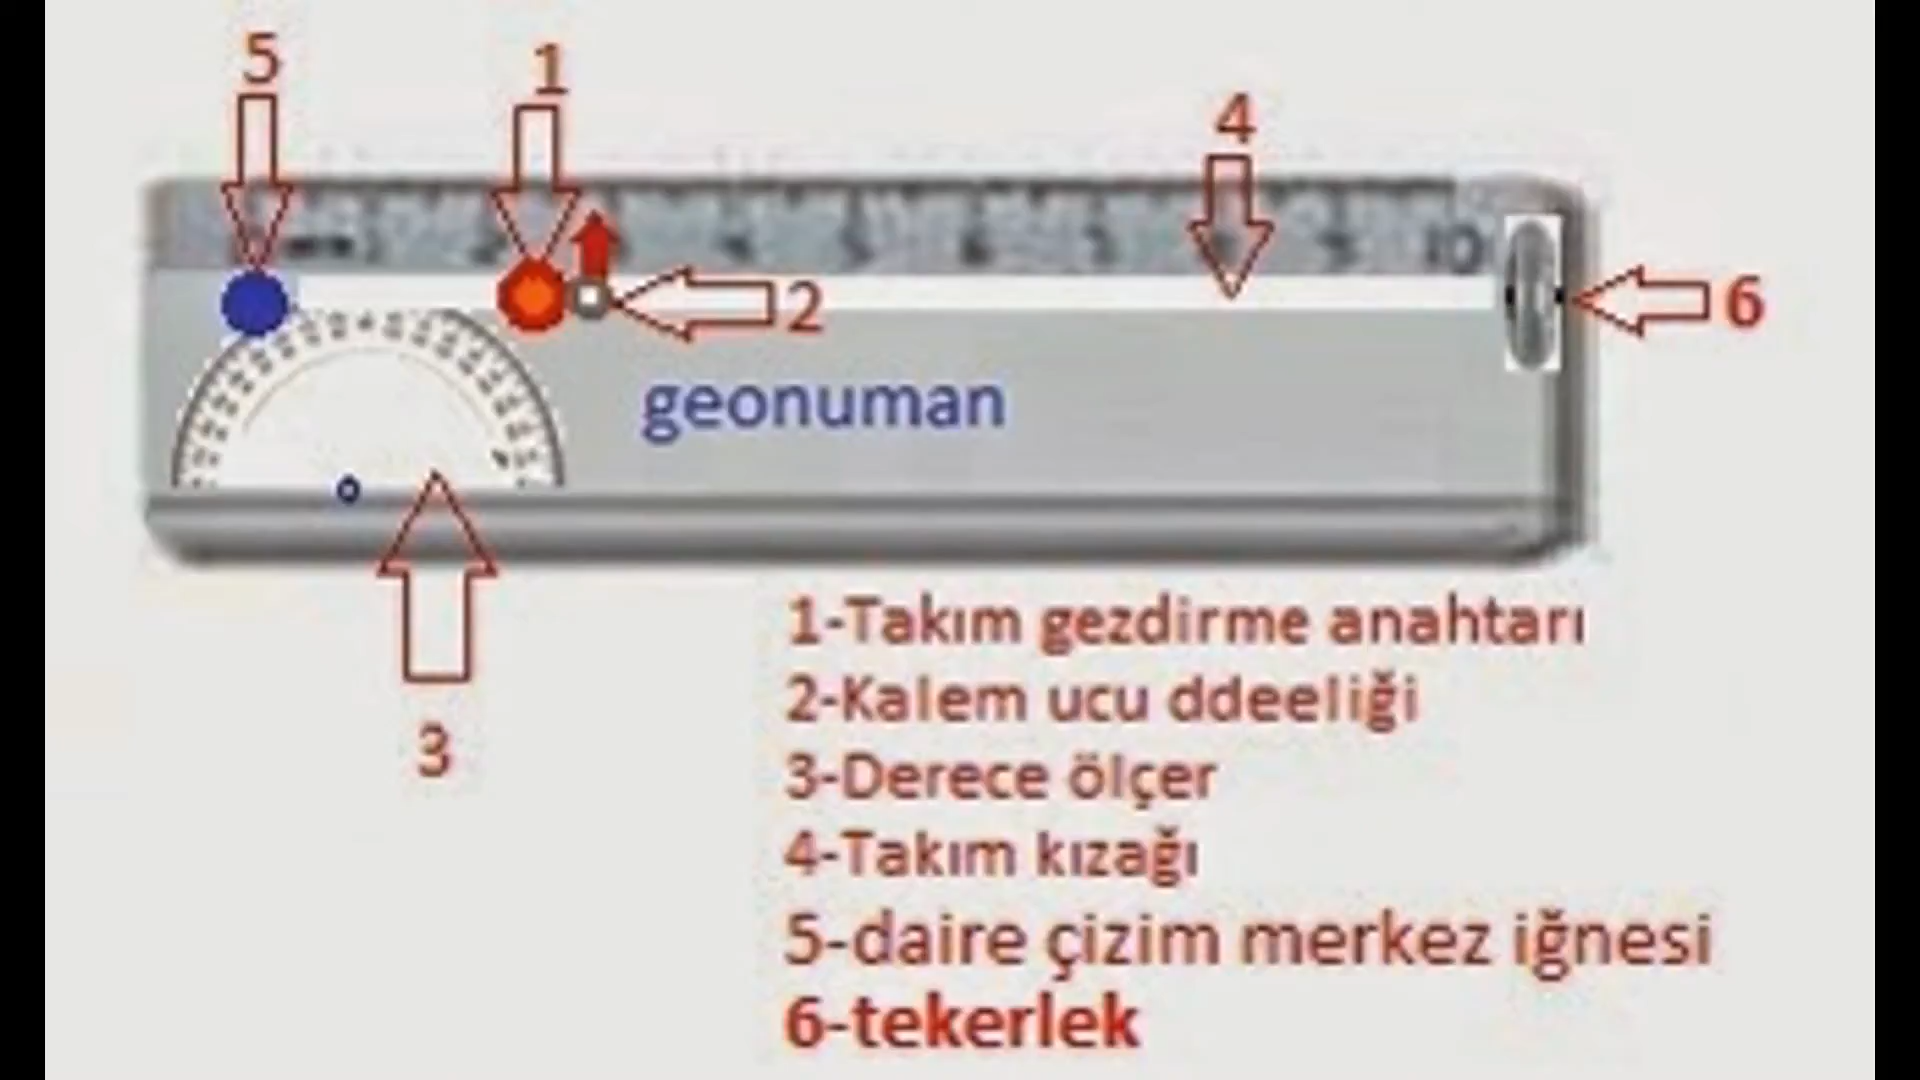 5
1
4
10
2
6
geonuman
3
1-Takım gezdirme anahtarı
2-Kalem ucu ddeeliği
3-Derece ölçer
4-Takım kızağı
5-daire çizim merkez iğnesi
6-tekerlek